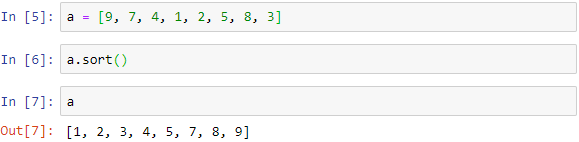 In [5]: a = [9, 7, 4, 1, 2, 5, 8, 3]
In [6]: a.sort()
In [7]: a
Out[7]: [1, 2, 3, 4, 5, 7, 8, 9]